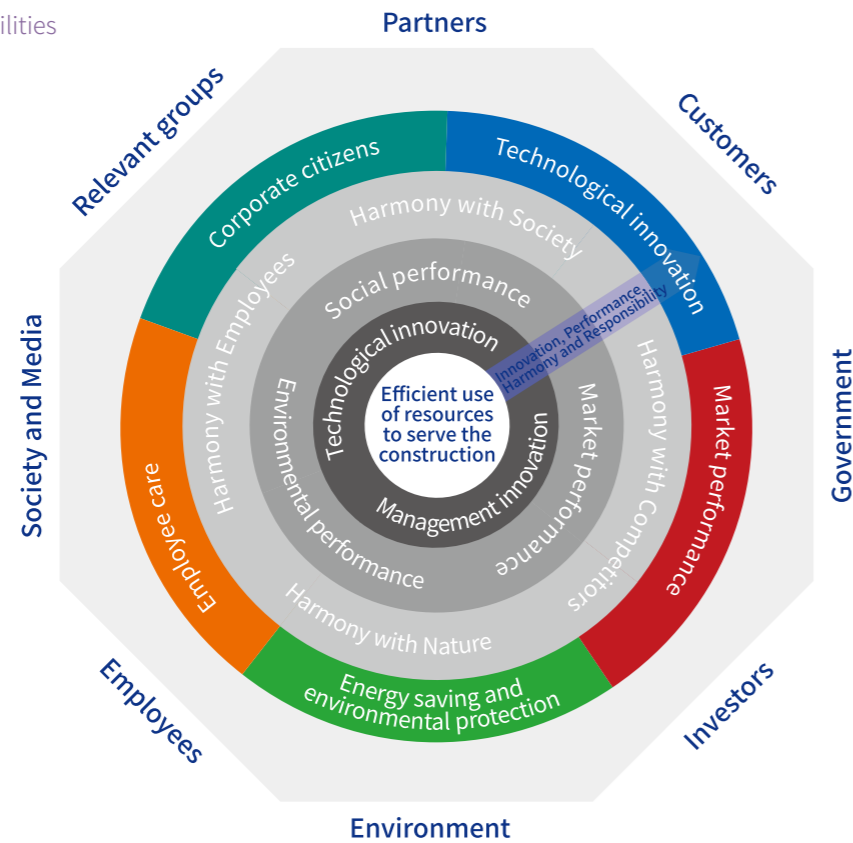 ilities
Partners
Customers
Government
Investors
Environment
Employees
Society and Media
Relevant groups
Corporate citizens
Technological innovation
Market performance
Energy saving and
environmental protection
Employee care
Harmony with Society
Harmony with Competitors
Harmony with Nature
Harmony with Employees
Social performance
Market performance
Environmental performance
Technological innovation
Management innovation
Innovation, Performance,
Harmony and Responsibility
Efficient use
of resources
to serve the
construction